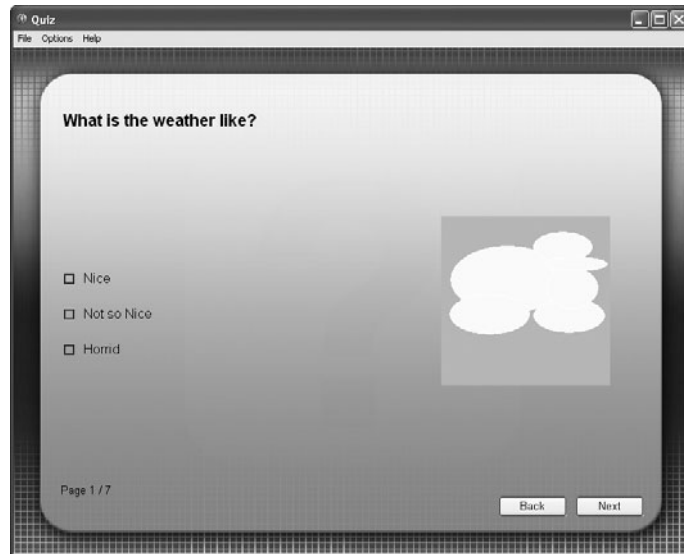 Quiz
File Options Help
What is the weather like?
Nice
Not so Nice
Horrid
Page 1 / 7
Back Next